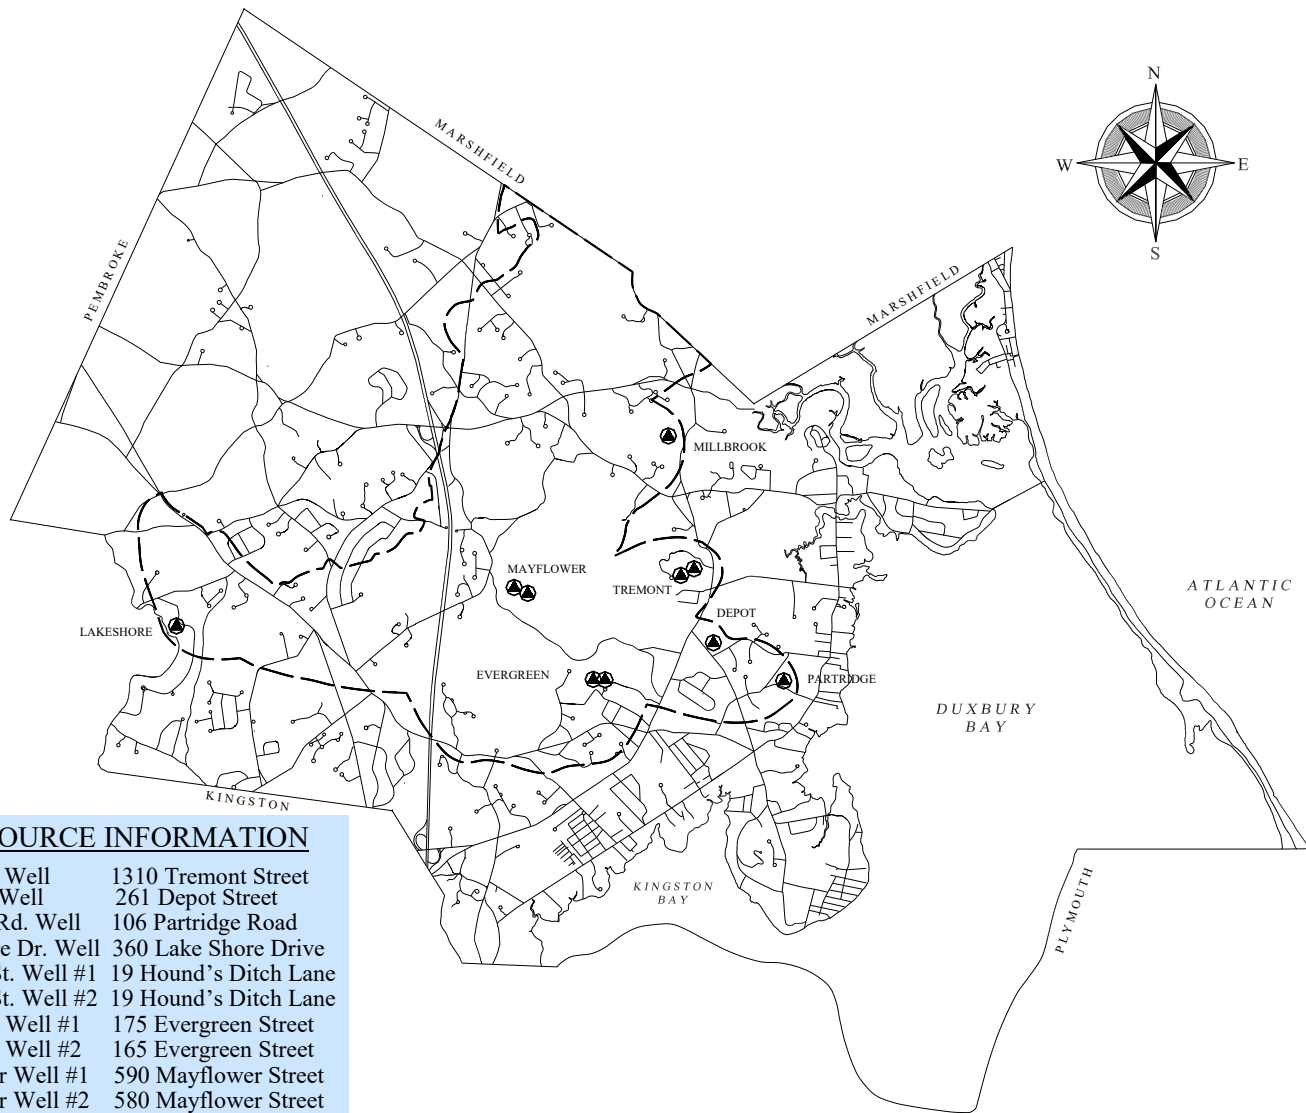 N
MARSHFIELD
W
E
PEMBROKE
S
MARSHFIELD
MILLBROOK
MAYFLOWER
TREMONT
ATLANTIC
OCEAN
DEPOT
LAKESHORE
EVERGREEN
PARTRIDGE
DUXBURY
BAY
KINGSTON
KINGSTON
BAY
PLYMOUTH
OURCE INFORMATION
Well 1310 Tremont Street
Well 261 Depot Street
Rd. Well 106 Partridge Road
e Dr. Well 360 Lake Shore Drive
St. Well #1 19 Hound's Ditch Lane
St. Well #2 19 Hound's Ditch Lane
Well #1 175 Evergreen Street
Well #2 165 Evergreen Street
r Well #1 590 Mayflower Street
r Well #2 580 Mayflower Street